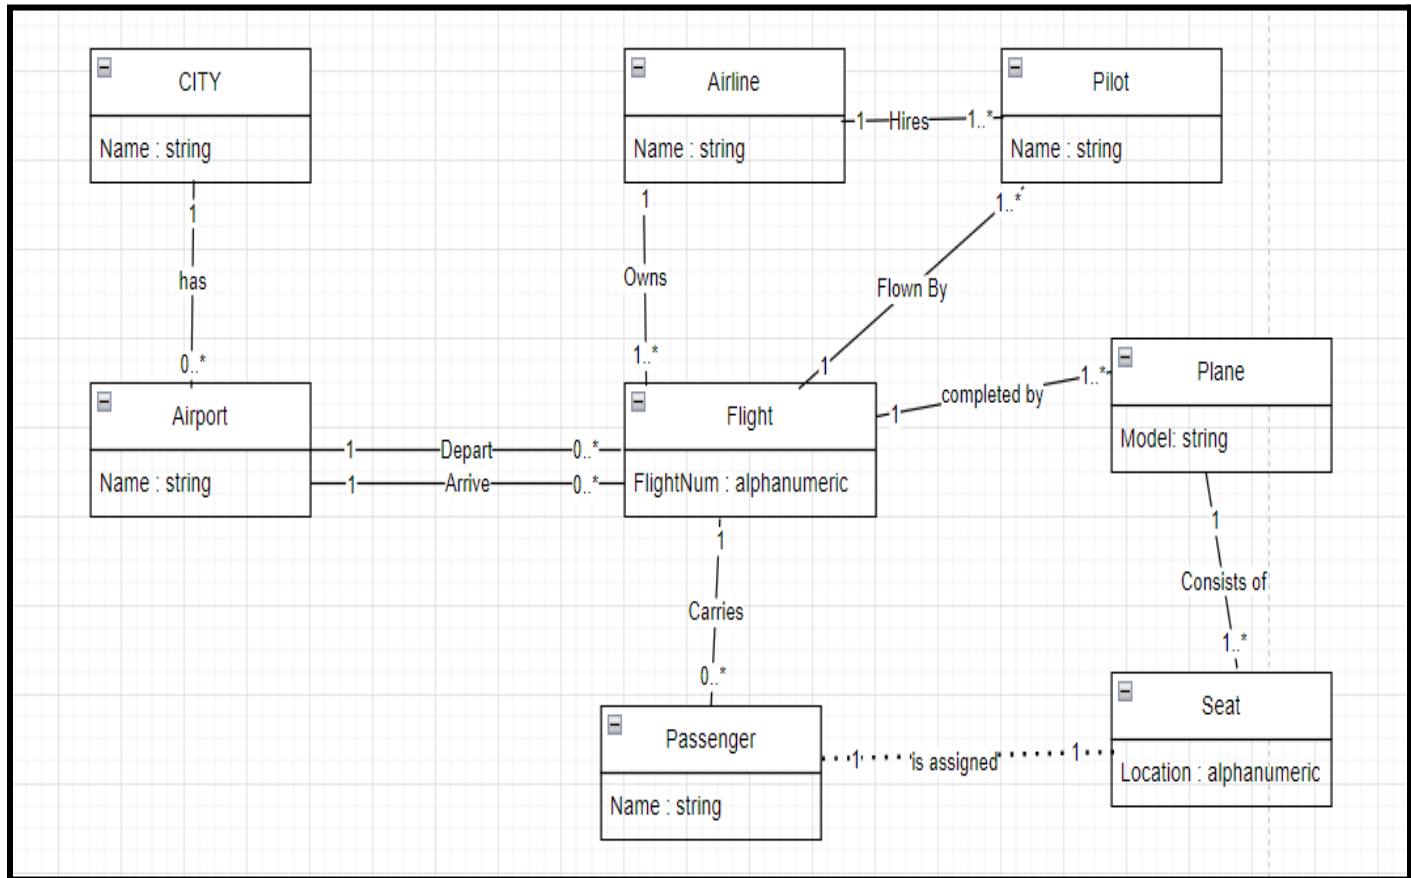 CITY
Name : string
Airline
Name : string
1
Hires
1..*
Pilot
Name : string
1
has
0..*
1
Owns
1..*
1..*
Flown By
1
Airport
Name : string
1
Depart
0..*
1
Arrive
0..*
Flight
FlightNum : alphanumeric
1
completed by
1..*
Plane
Model: string
1
Carries
0..*
1
Consists of
1..*
Passenger
Name : string
1
is assigned
1
Seat
Location : alphanumeric